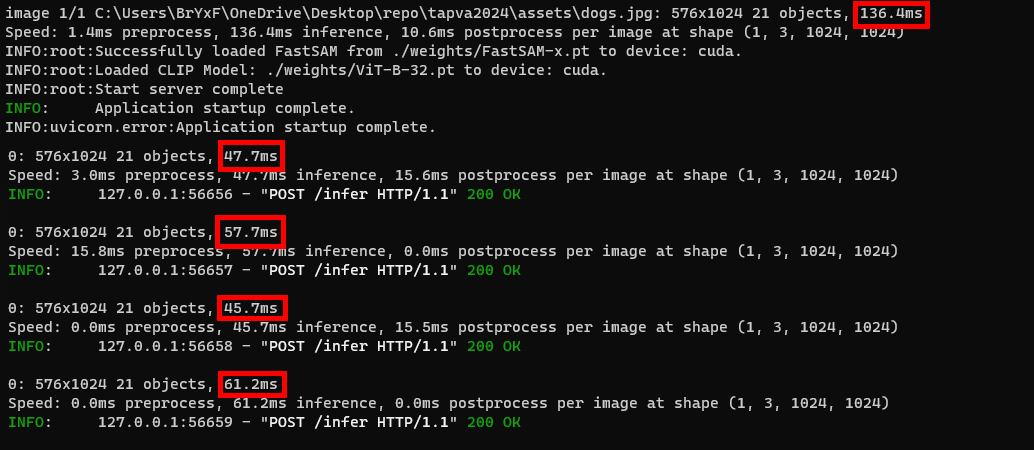 image 1/1 C:\Users\BrYxF\OneDrive\Desktop\repo\tapva2024\assets\dogs.jpg: 576x1024 21 objects, 136.4ms
Speed: 1.4ms preprocess, 136.4ms inference, 10.6ms postprocess per image at shape (1, 3, 1024, 1024)
INFO:root:Successfully loaded FastSAM from ./weights/FastSAM-x.pt to device: cuda.
INFO:root:Loaded CLIP Model: ./weights/ViT-B-32.pt to device: cuda.
INFO:root:Start server complete
INFO:     Application startup complete.
INFO:uvicorn.error:Application startup complete.
0: 576x1024 21 objects, 47.7ms
Speed: 3.0ms preprocess, 47.7ms inference, 15.6ms postprocess per image at shape (1, 3, 1024, 1024)
INFO:     127.0.0.1:56656 - "POST /infer HTTP/1.1" 200 OK
0: 576x1024 21 objects, 57.7ms
Speed: 15.8ms preprocess, 57.7ms inference, 0.0ms postprocess per image at shape (1, 3, 1024, 1024)
INFO:     127.0.0.1:56657 - "POST /infer HTTP/1.1" 200 OK
0: 576x1024 21 objects, 45.7ms
Speed: 0.0ms preprocess, 45.7ms inference, 15.5ms postprocess per image at shape (1, 3, 1024, 1024)
INFO:     127.0.0.1:56658 - "POST /infer HTTP/1.1" 200 OK
0: 576x1024 21 objects, 61.2ms
Speed: 0.0ms preprocess, 61.2ms inference, 0.0ms postprocess per image at shape (1, 3, 1024, 1024)
INFO:     127.0.0.1:56659 - "POST /infer HTTP/1.1" 200 OK